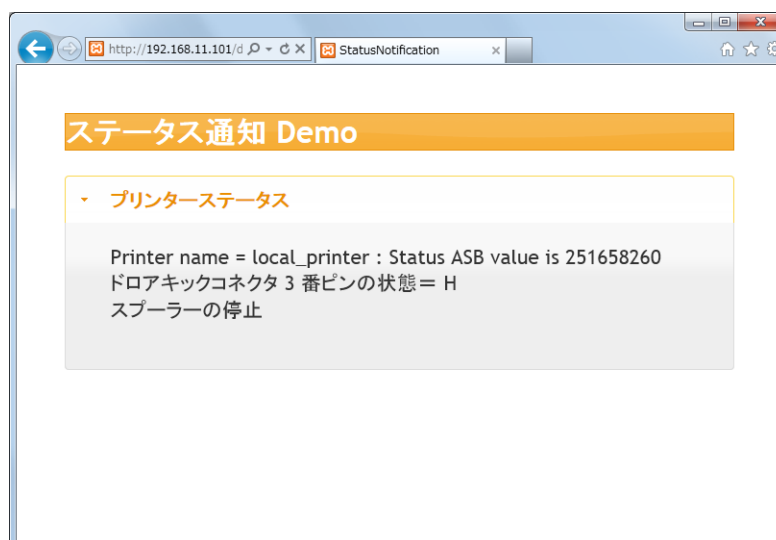 http://192.168.11.101/d
StatusNotification
ステータス通知 Demo
プリンターステータス
Printer name = local_printer : Status ASB value is 251658260
ドロアキックコネクタ 3 番ピンの状態＝ H
スプーラーの停止